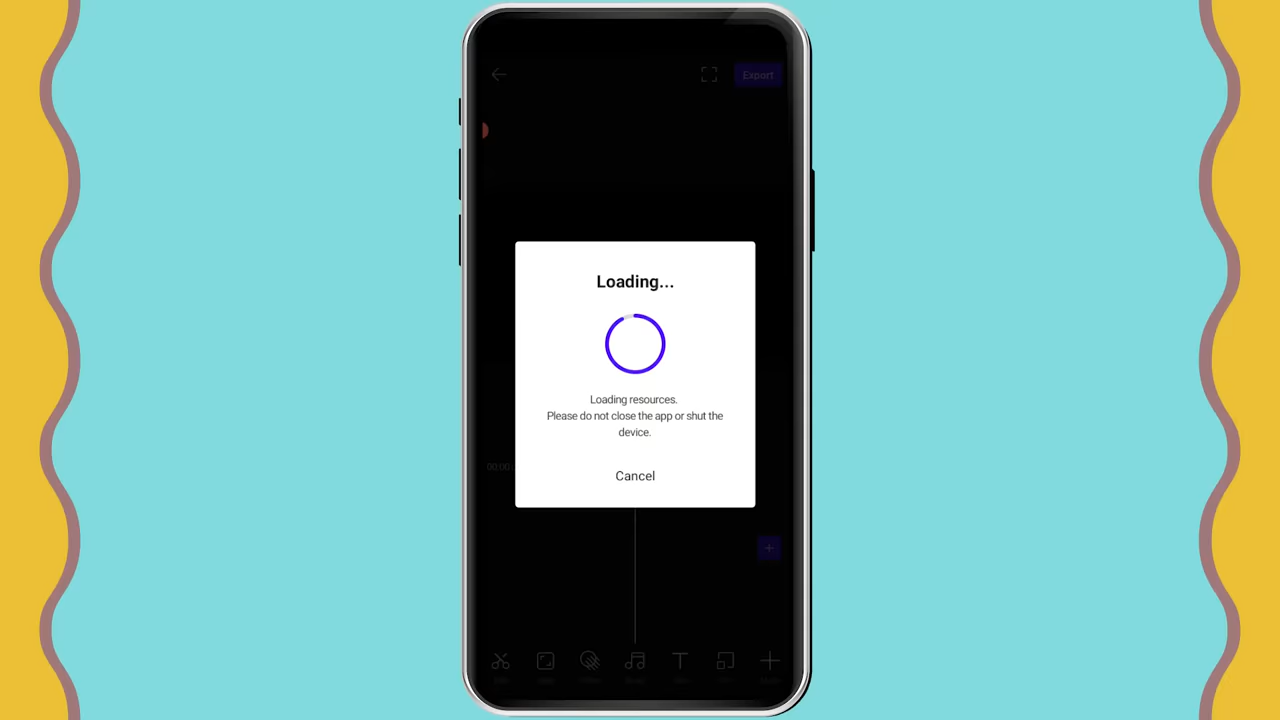 Export
Loading...
Loading resources.
Please do not close the app or shut the
device.
00:00
Cancel